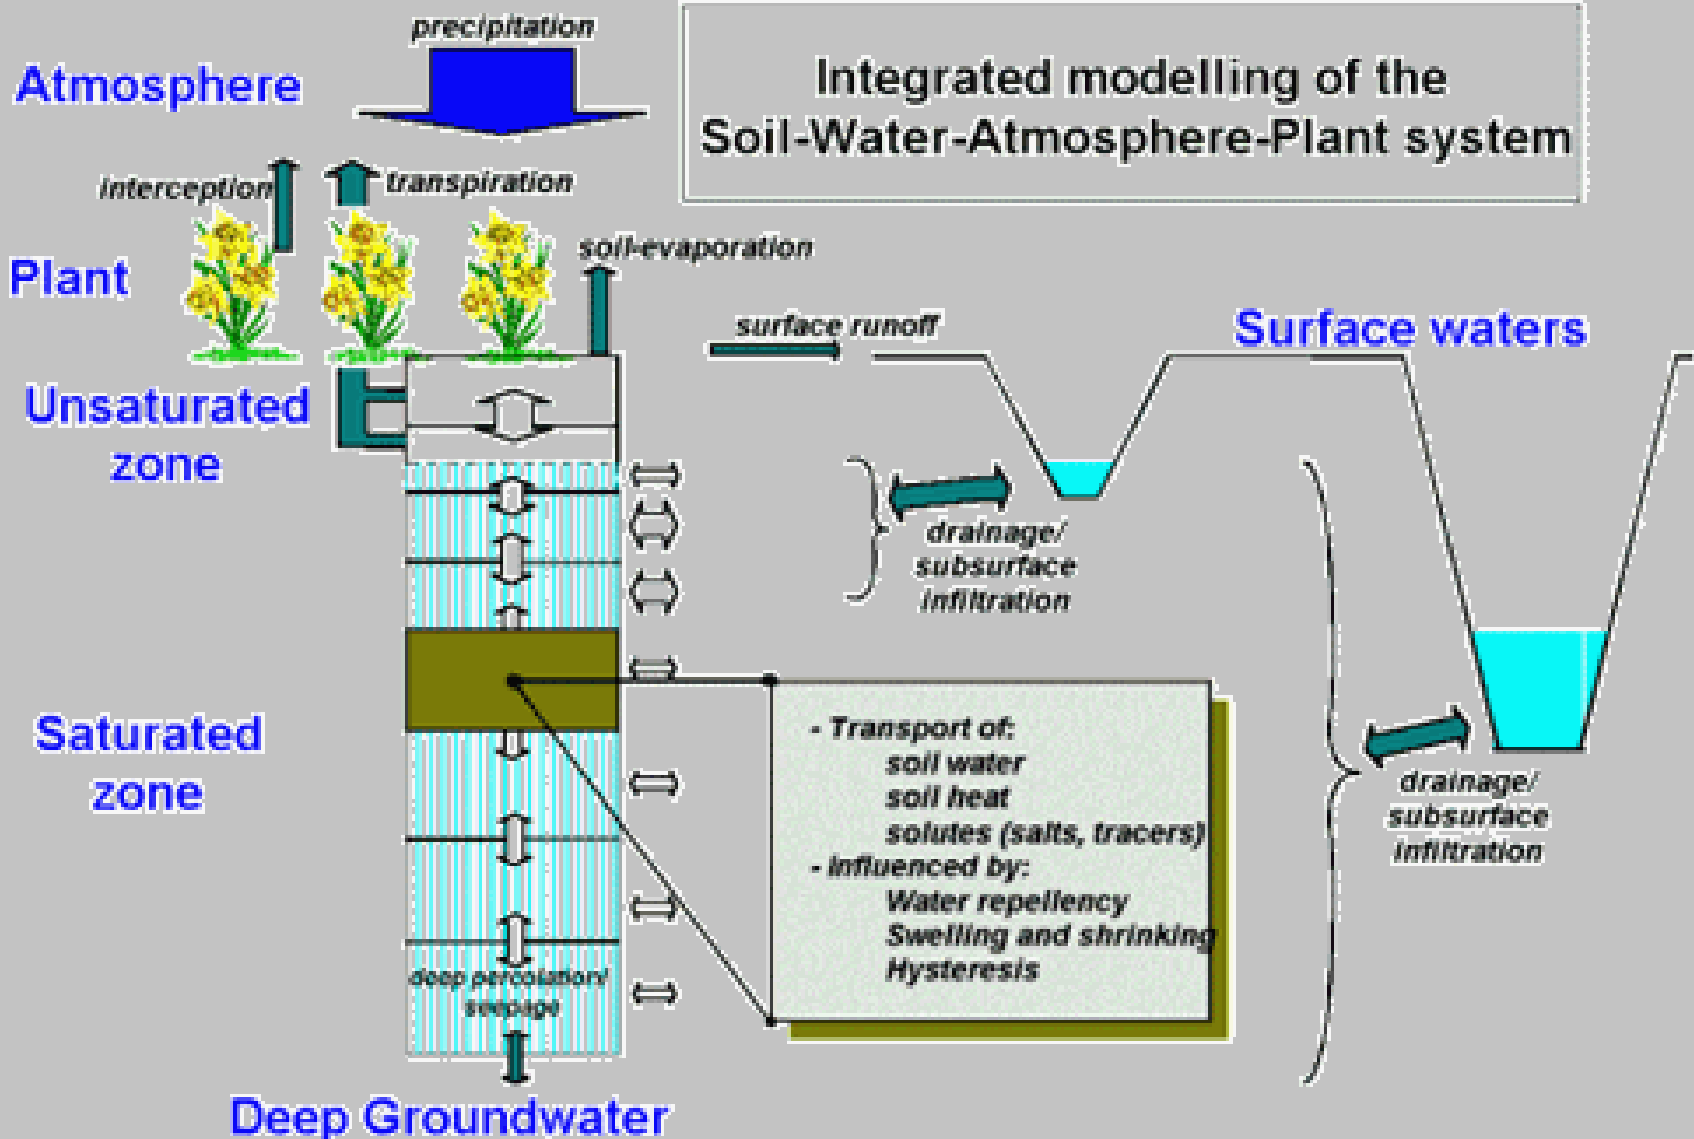 precipitation
Atmosphere
Integrated modelling of the
Soil-Water-Atmosphere-Plant system
interception
transpiration
Plant
soil-evaporation
surface runoff
Surface waters
Unsaturated
zone
drainage/
subsurface
infiltration
Saturated
zone
- Transport of:
soil water
soil heat
solutes (salts, tracers)
- Influenced by:
Water repellency
Swelling and shrinking
Hysteresis
drainage/
subsurface
infiltration
deep percolation/
seepage
Deep Groundwater